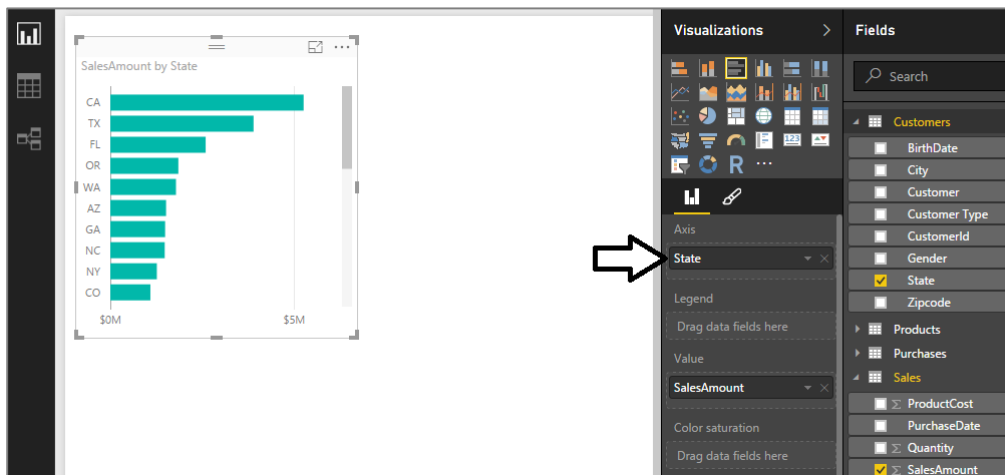 SalesAmount by State
CA
TX
FL
OR
WA
AZ
GA
NC
NY
CO
$0M
$5M
Visualizations
R
123
Axis
State
Legend
Drag data fields here
Value
SalesAmount
Color saturation
Drag data fields here
Fields
Search
Customers
BirthDate
City
Customer
Customer Type
CustomerId
Gender
State
Zipcode
Products
Purchases
Sales
∑ ProductCost
PurchaseDate
∑ Quantity
∑ SalesAmount